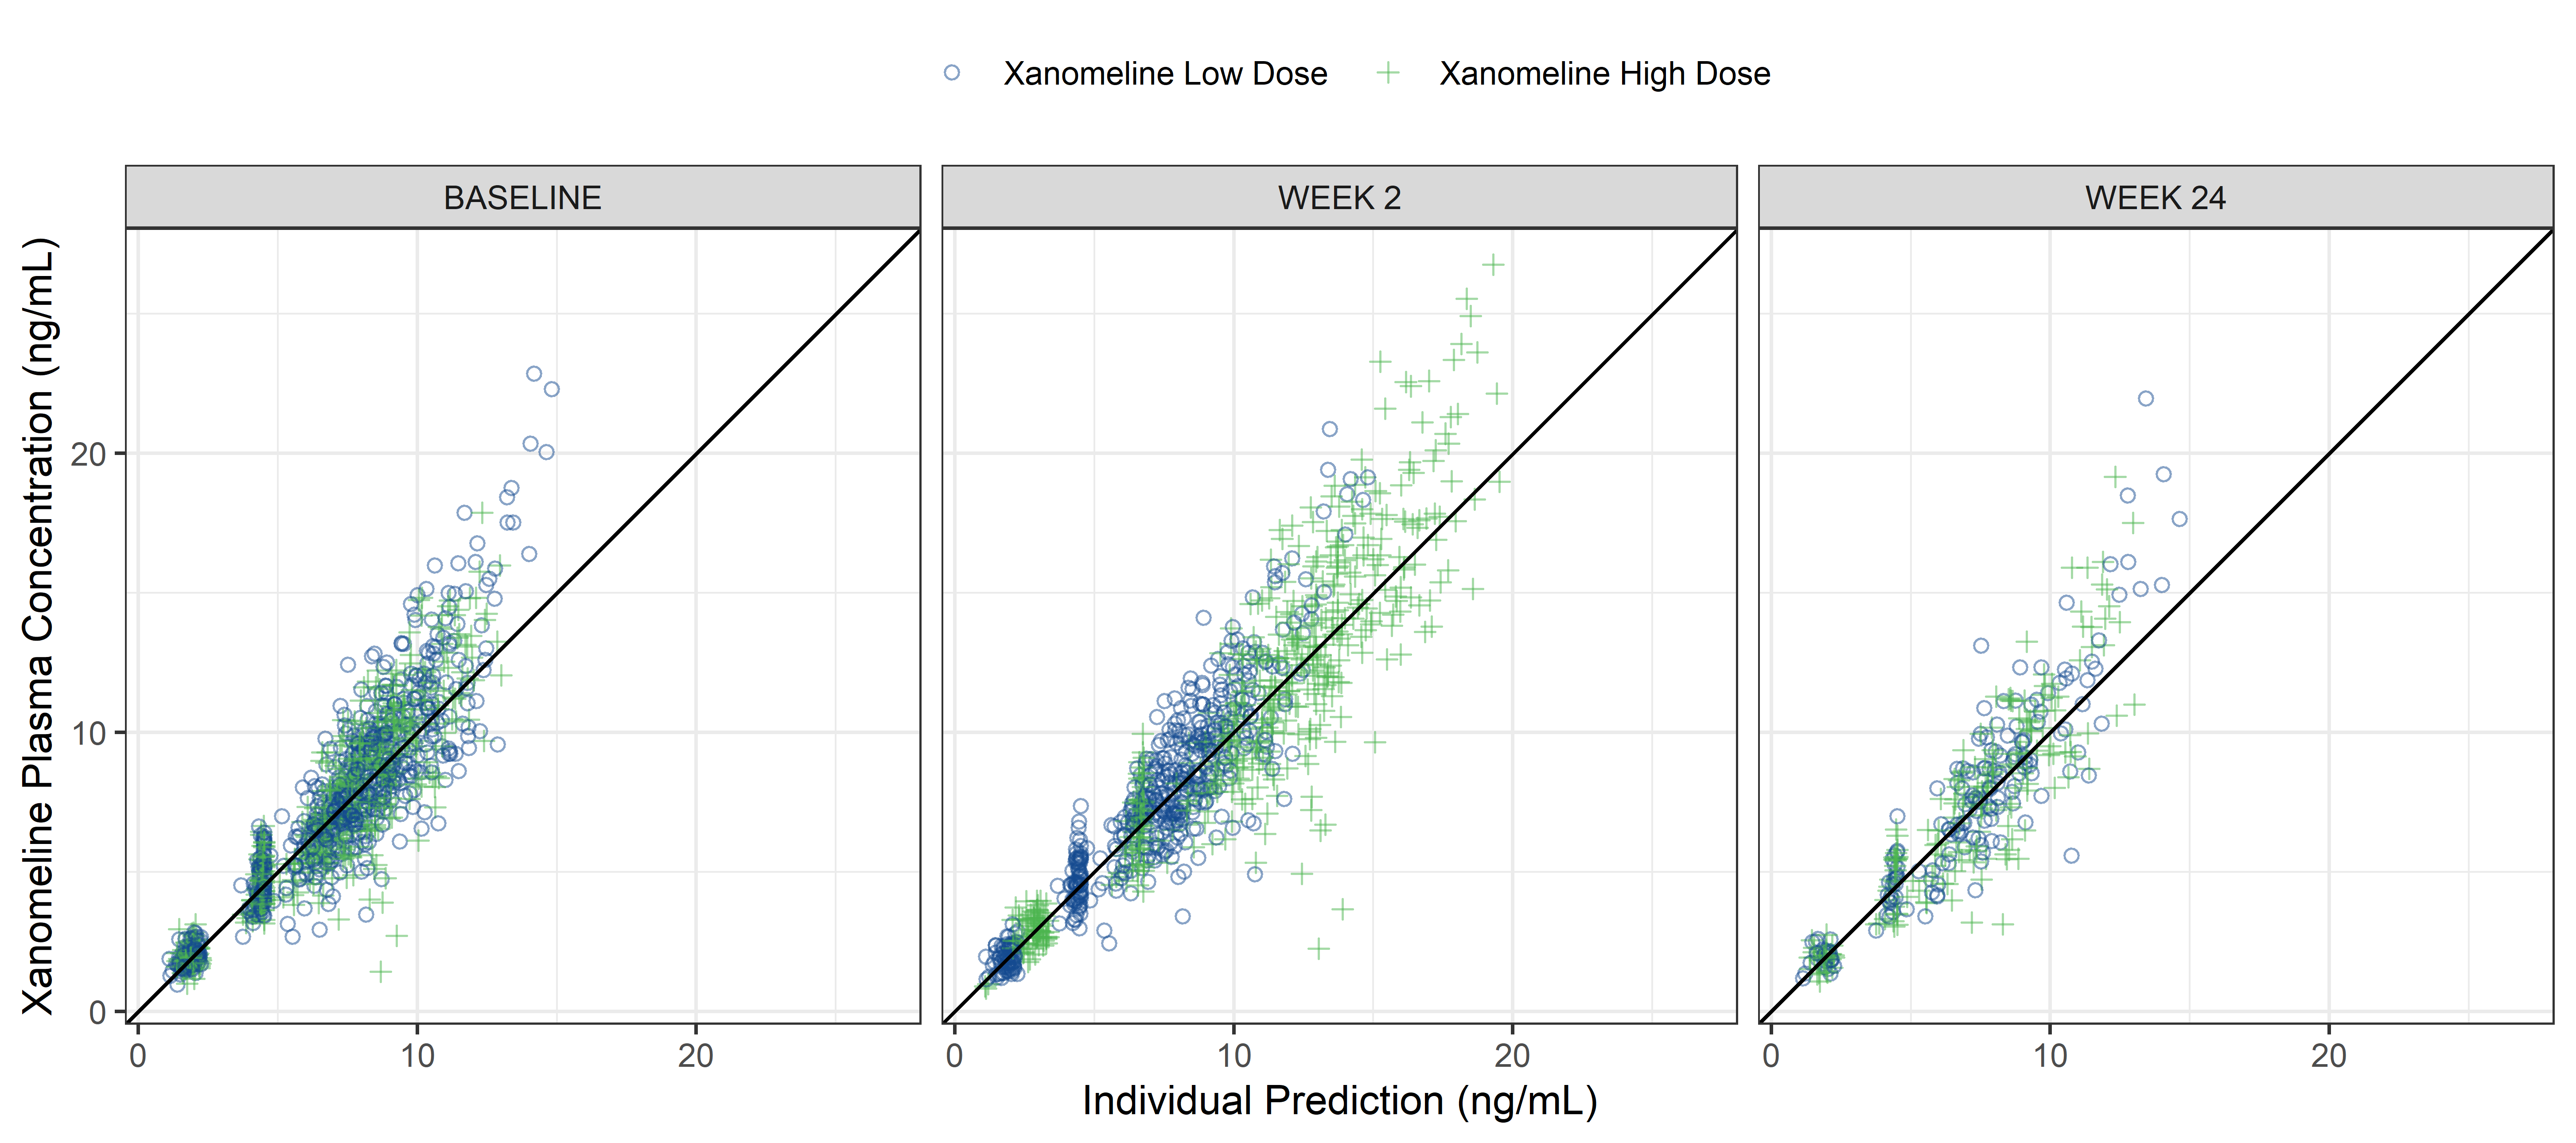 Xanomeline Low Dose Xanomeline High Dose
BASELINE WEEK 2 WEEK 24
Xanomeline Plasma Concentration (ng/mL)
20
10
0
0 10 20 0 10 20 0 10 20
Individual Prediction (ng/mL)